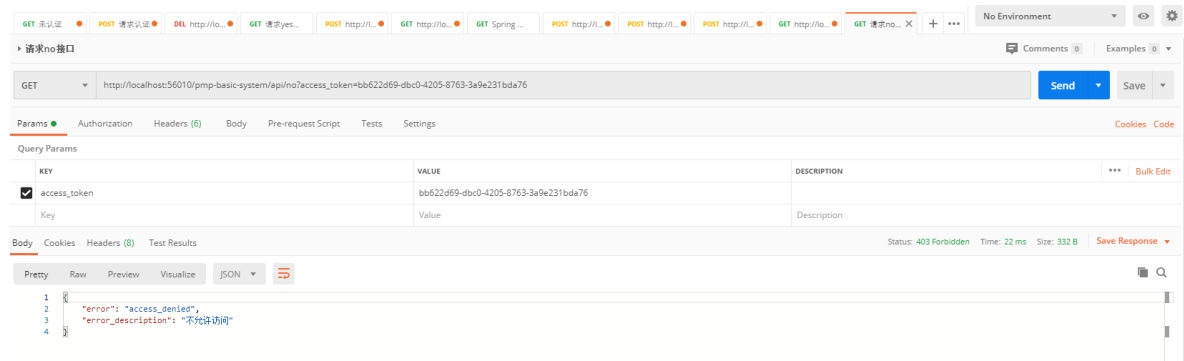 GET 未认证 POST 请求认证 DEL http://lo... GET 请求yes... POST http://l... GET http://lo... GET Spring ... POST http://l... POST http://l... POST http://l... GET http://lo... GET 请求no... No Environment
请求no接口 Comments 0 Examples 0
GET http://localhost:56010/pmp-basic-system/api/no?access_token=bb622d69-dbc0-4205-8763-3a9e231bda76 Send Save
Params Authorization Headers (6) Body Pre-request Script Tests Settings Cookies Code
Query Params
KEY VALUE DESCRIPTION Bulk Edit
access_token bb622d69-dbc0-4205-8763-3a9e231bda76
Key Value Description
Body Cookies Headers (8) Test Results Status: 403 Forbidden Time: 22 ms Size: 332 B Save Response
Pretty Raw Preview Visualize JSON
1 {
2 "error": "access_denied",
3 "error_description": "不允许访问"
4 }